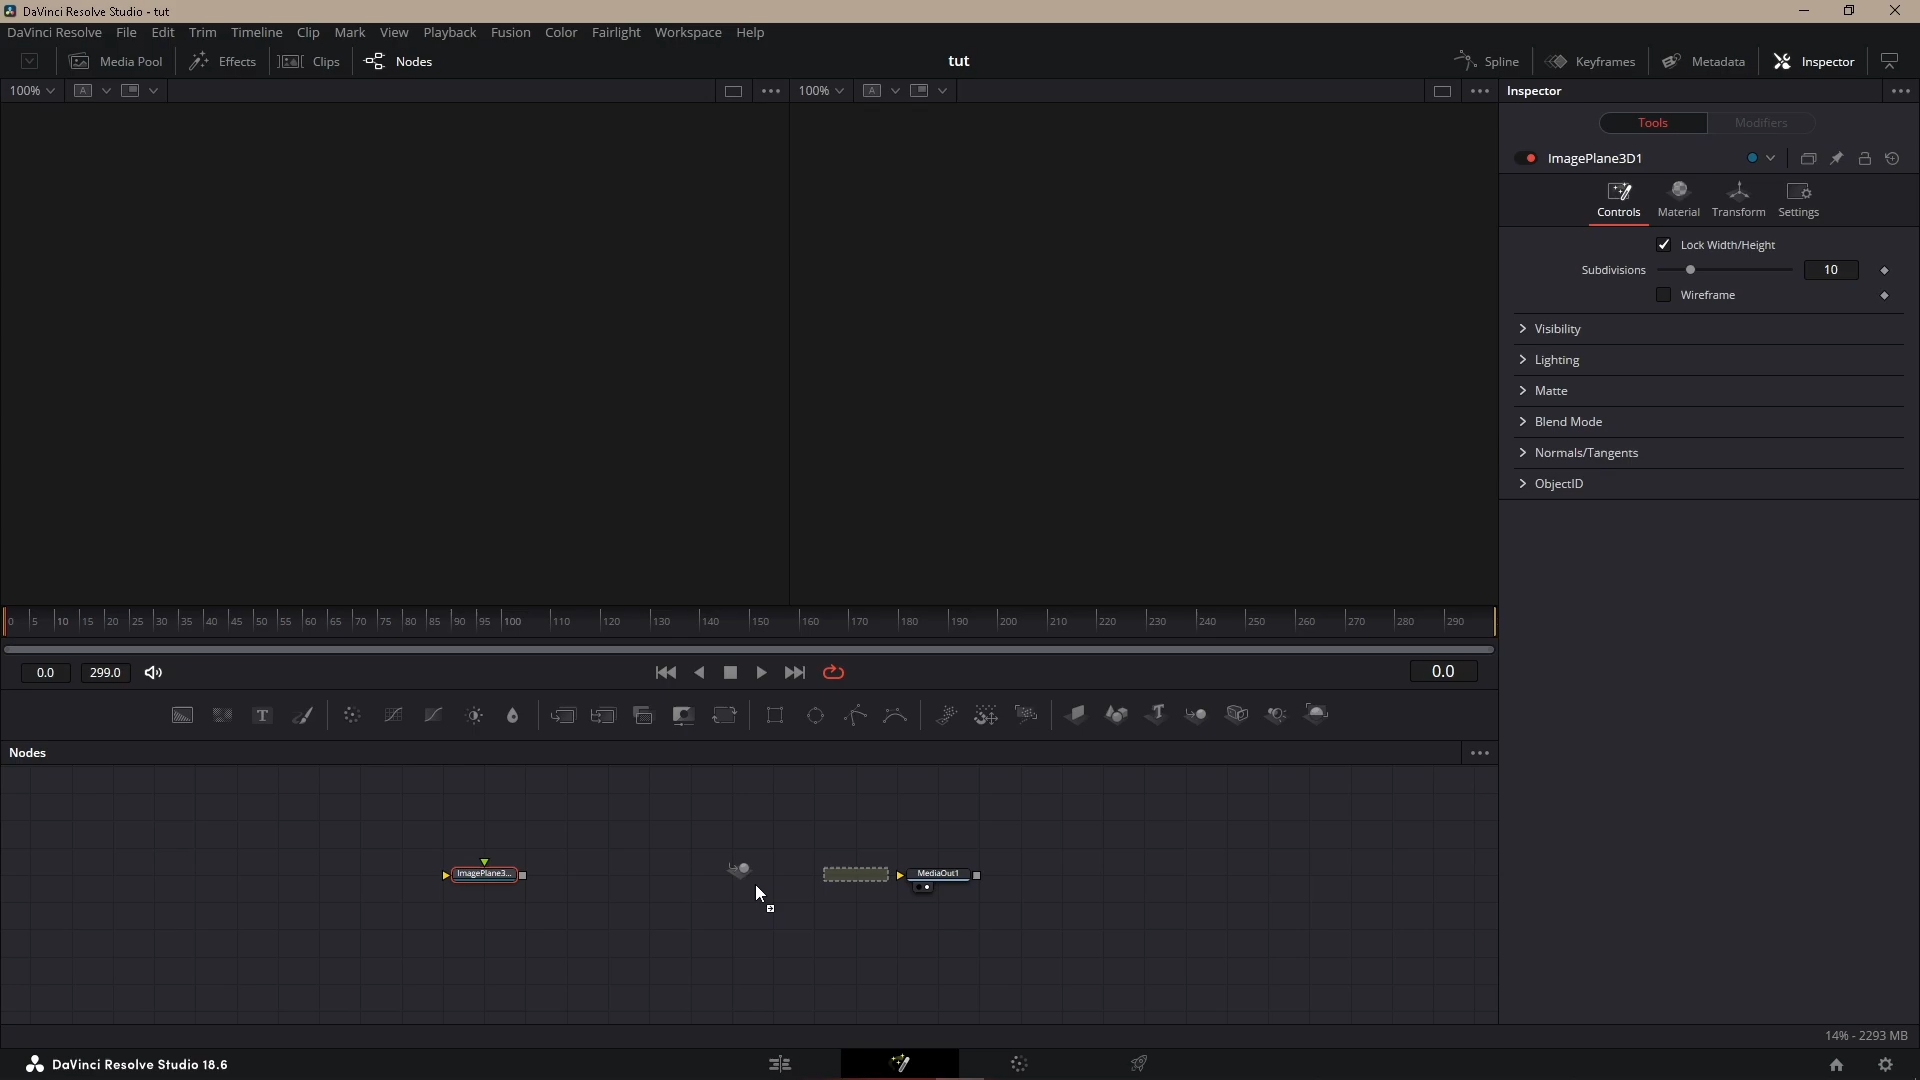 DaVinci Resolve Studio - tut
DaVinci Resolve File Edit Trim Timeline Clip Mark View Playback Fusion Color Fairlight Workspace Help
Media Pool Effects Clips Nodes tut Spline Keyframes Metadata Inspector
100% A 100% A Inspector
Tools Modifiers
ImagePlane3D1
Controls Material Transform Settings
Lock Width/Height
Subdivisions 10
Wireframe
Visibility
Lighting
Matte
Blend Mode
Normals/Tangents
ObjectID
0 5 10 15 20 25 30 35 40 45 50 55 60 65 70 75 80 85 90 95 100 110 120 130 140 150 160 170 180 190 200 210 220 230 240 250 260 270 280 290
0.0 299.0 0.0
T
Nodes
ImagePlane3... MediaOut1
14% - 2293 MB
DaVinci Resolve Studio 18.6